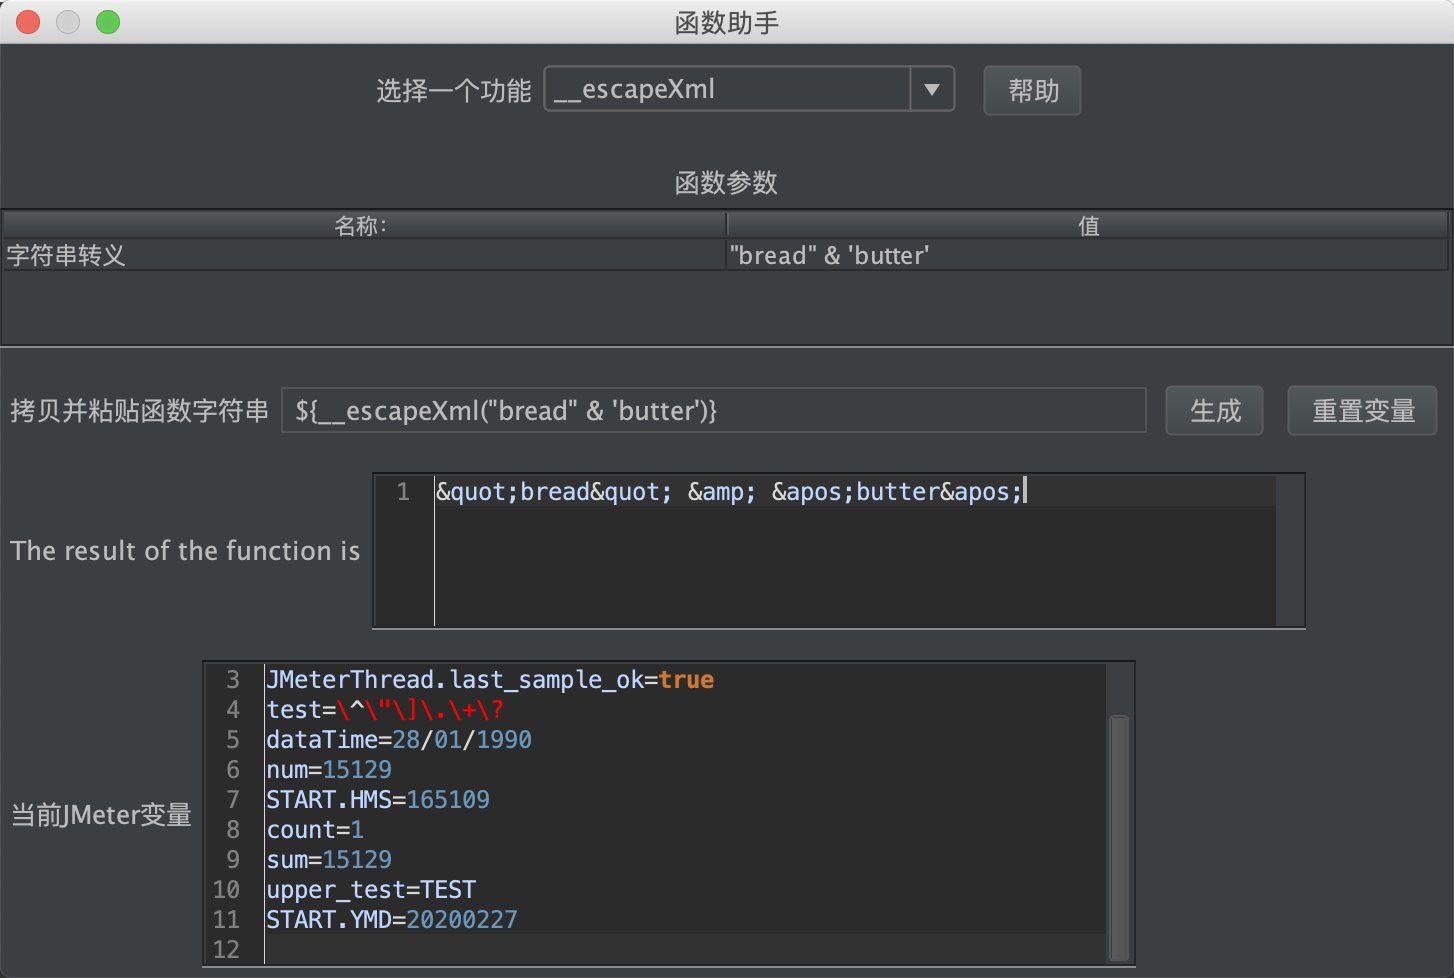 函数助手
选择一个功能 __escapeXml 帮助
函数参数
名称: 值
字符串转义 "bread" & 'butter'
拷贝并粘贴函数字符串 ${__escapeXml("bread" & 'butter')} 生成 重置变量
The result of the function is
1 &quot;bread&quot; &amp; &apos;butter&apos;
当前JMeter变量
3 JMeterThread.last_sample_ok=true
4 test=\^\"\]\.\+\?
5 dataTime=28/01/1990
6 num=15129
7 START.HMS=165109
8 count=1
9 sum=15129
10 upper_test=TEST
11 START.YMD=20200227
12